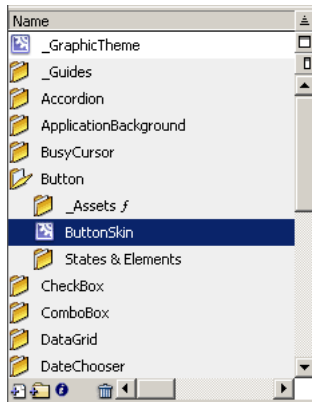 Name
_GraphicTheme
_Guides
Accordion
ApplicationBackground
BusyCursor
Button
_Assets ƒ
ButtonSkin
States & Elements
CheckBox
ComboBox
DataGrid
DateChooser